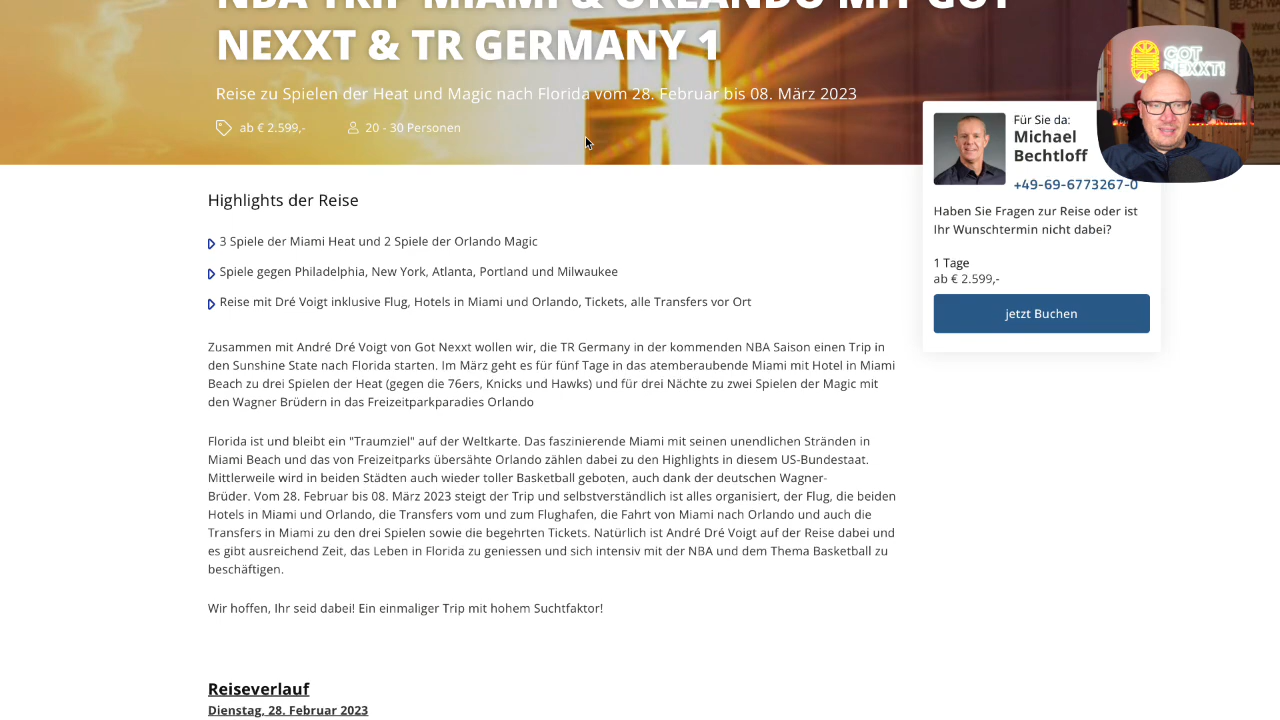 NBA TRIP MIAMI & ORLANDO MIT GOT
NEXXT & TR GERMANY 1
Reise zu Spielen der Heat und Magic nach Florida vom 28. Februar bis 08. März 2023
ab € 2.599,-
20 - 30 Personen
BEACH WA
GOT
NEXXT!
Für Sie da:
Michael
Bechtloff
+49-69-6773267-0
Haben Sie Fragen zur Reise oder ist
Ihr Wunschtermin nicht dabei?
1 Tage
ab € 2.599,-
jetzt Buchen
Highlights der Reise
3 Spiele der Miami Heat und 2 Spiele der Orlando Magic
Spiele gegen Philadelphia, New York, Atlanta, Portland und Milwaukee
Reise mit Dré Voigt inklusive Flug, Hotels in Miami und Orlando, Tickets, alle Transfers vor Ort
Zusammen mit André Dré Voigt von Got Nexxt wollen wir, die TR Germany in der kommenden NBA Saison einen Trip in
den Sunshine State nach Florida starten. Im März geht es für fünf Tage in das atemberaubende Miami mit Hotel in Miami
Beach zu drei Spielen der Heat (gegen die 76ers, Knicks und Hawks) und für drei Nächte zu zwei Spielen der Magic mit
den Wagner Brüdern in das Freizeitparkparadies Orlando
Florida ist und bleibt ein "Traumziel" auf der Weltkarte. Das faszinierende Miami mit seinen unendlichen Stränden in
Miami Beach und das von Freizeitparks übersähte Orlando zählen dabei zu den Highlights in diesem US-Bundestaat.
Mittlerweile wird in beiden Städten auch wieder toller Basketball geboten, auch dank der deutschen Wagner-
Brüder. Vom 28. Februar bis 08. März 2023 steigt der Trip und selbstverständlich ist alles organisiert, der Flug, die beiden
Hotels in Miami und Orlando, die Transfers vom und zum Flughafen, die Fahrt von Miami nach Orlando und auch die
Transfers in Miami zu den drei Spielen sowie die begehrten Tickets. Natürlich ist André Dré Voigt auf der Reise dabei und
es gibt ausreichend Zeit, das Leben in Florida zu geniessen und sich intensiv mit der NBA und dem Thema Basketball zu
beschäftigen.
Wir hoffen, Ihr seid dabei! Ein einmaliger Trip mit hohem Suchtfaktor!
Reiseverlauf
Dienstag, 28. Februar 2023